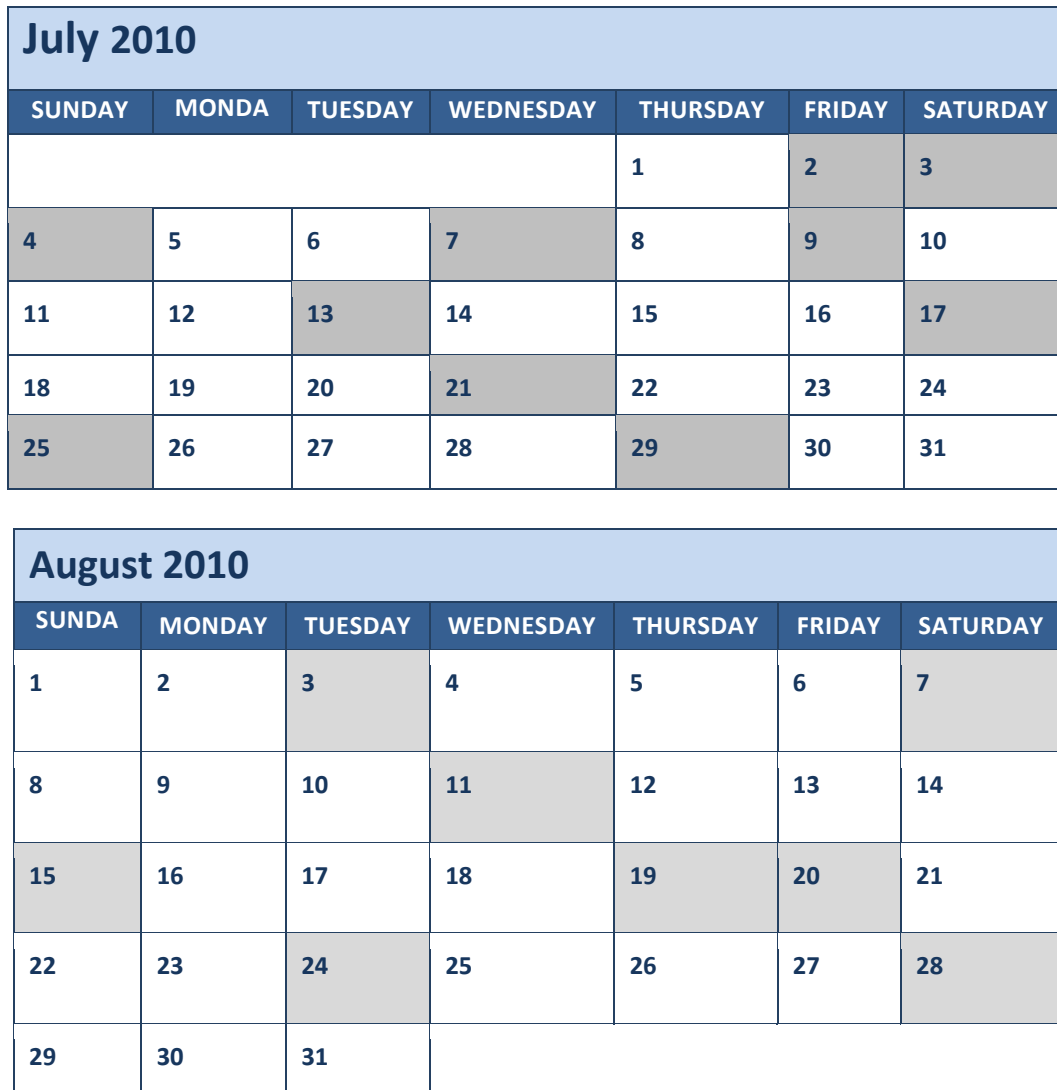 July 2010
SUNDAY MONDA TUESDAY WEDNESDAY THURSDAY FRIDAY SATURDAY
1 2 3
4 5 6 7 8 9 10
11 12 13 14 15 16 17
18 19 20 21 22 23 24
25 26 27 28 29 30 31
August 2010
SUNDA MONDAY TUESDAY WEDNESDAY THURSDAY FRIDAY SATURDAY
1 2 3 4 5 6 7
8 9 10 11 12 13 14
15 16 17 18 19 20 21
22 23 24 25 26 27 28
29 30 31